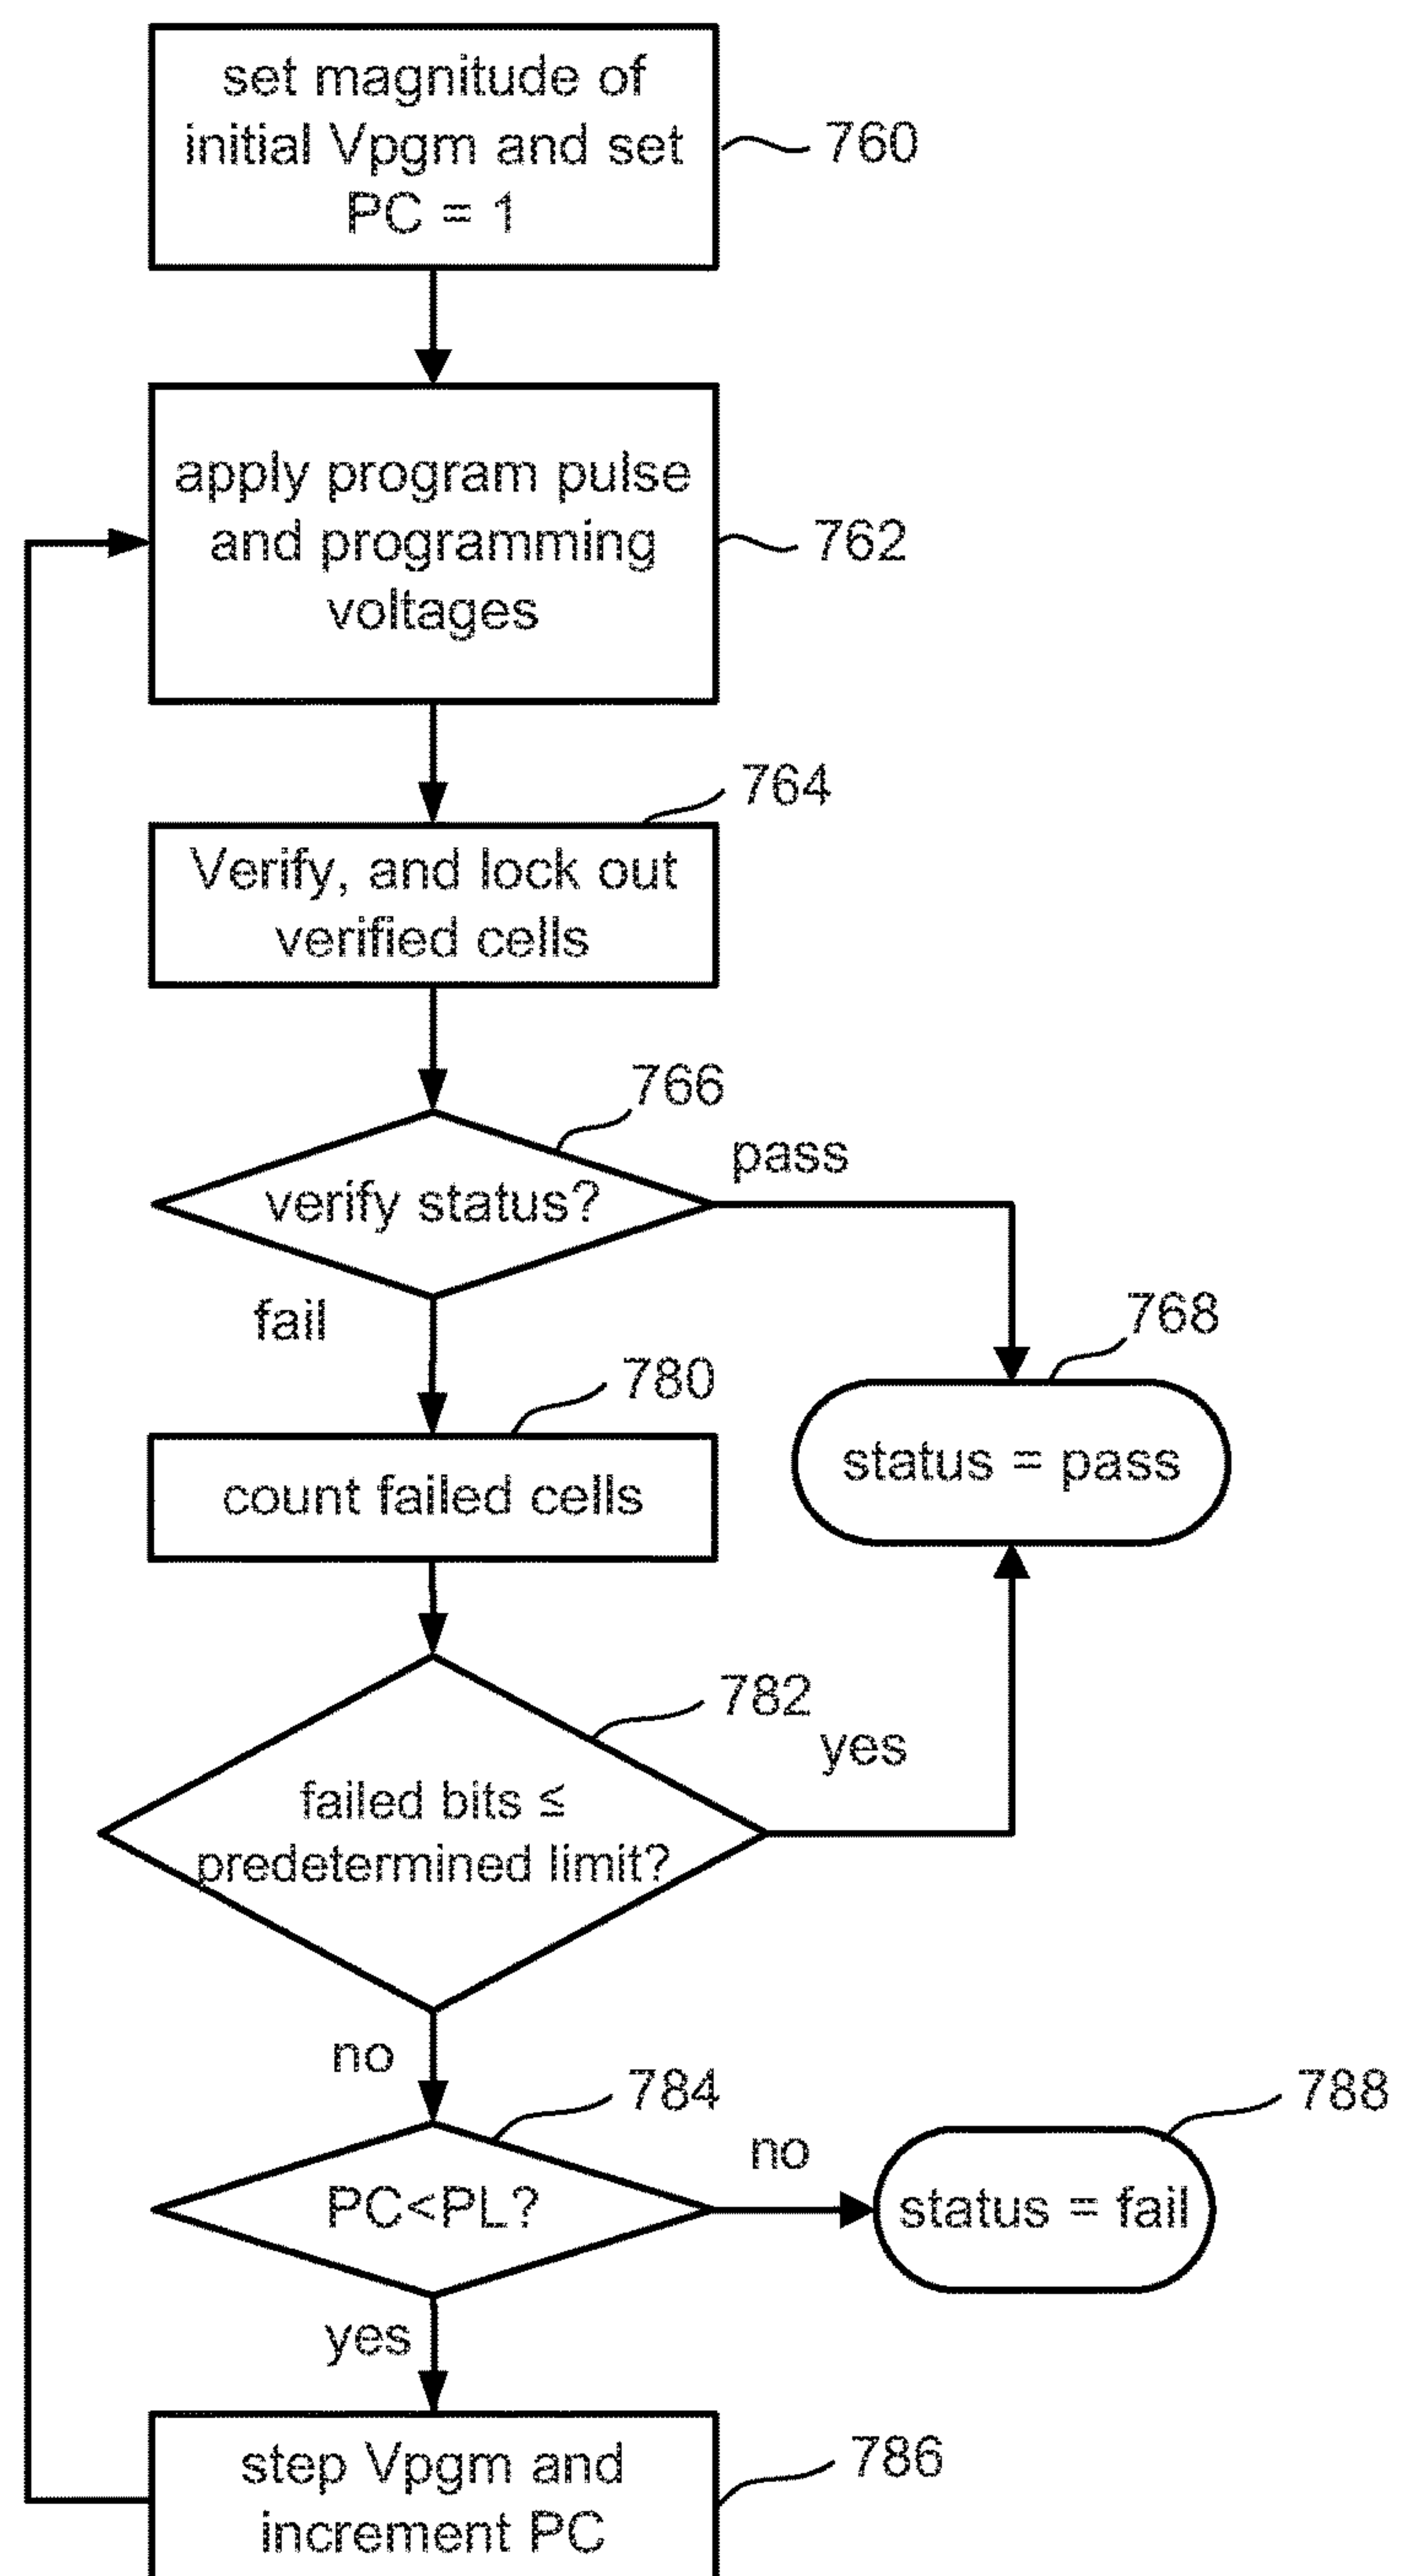 set magnitude of
initial Vpgm and set
PC = 1
760
apply program pulse
and programming
voltages
762
764
Verify, and lock out
verified cells
766
pass
verify status?
fail
768
780
status = pass
count failed cells
782
yes
failed bits ≤
predetermined limit?
no
784
788
no
PC<PL?
status = fail
yes
step Vpgm and
increment PC
786